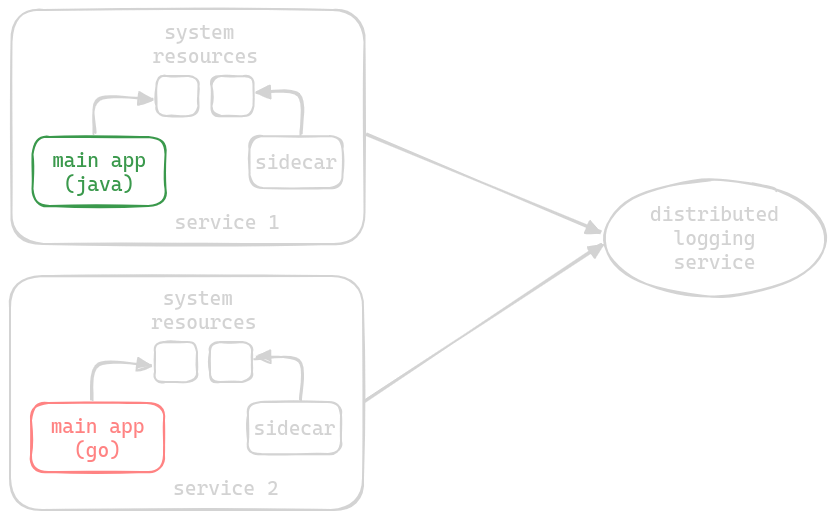 system
resources
main app
(java)
sidecar
service 1
distributed
logging
service
system
resources
main app
(go)
sidecar
service 2